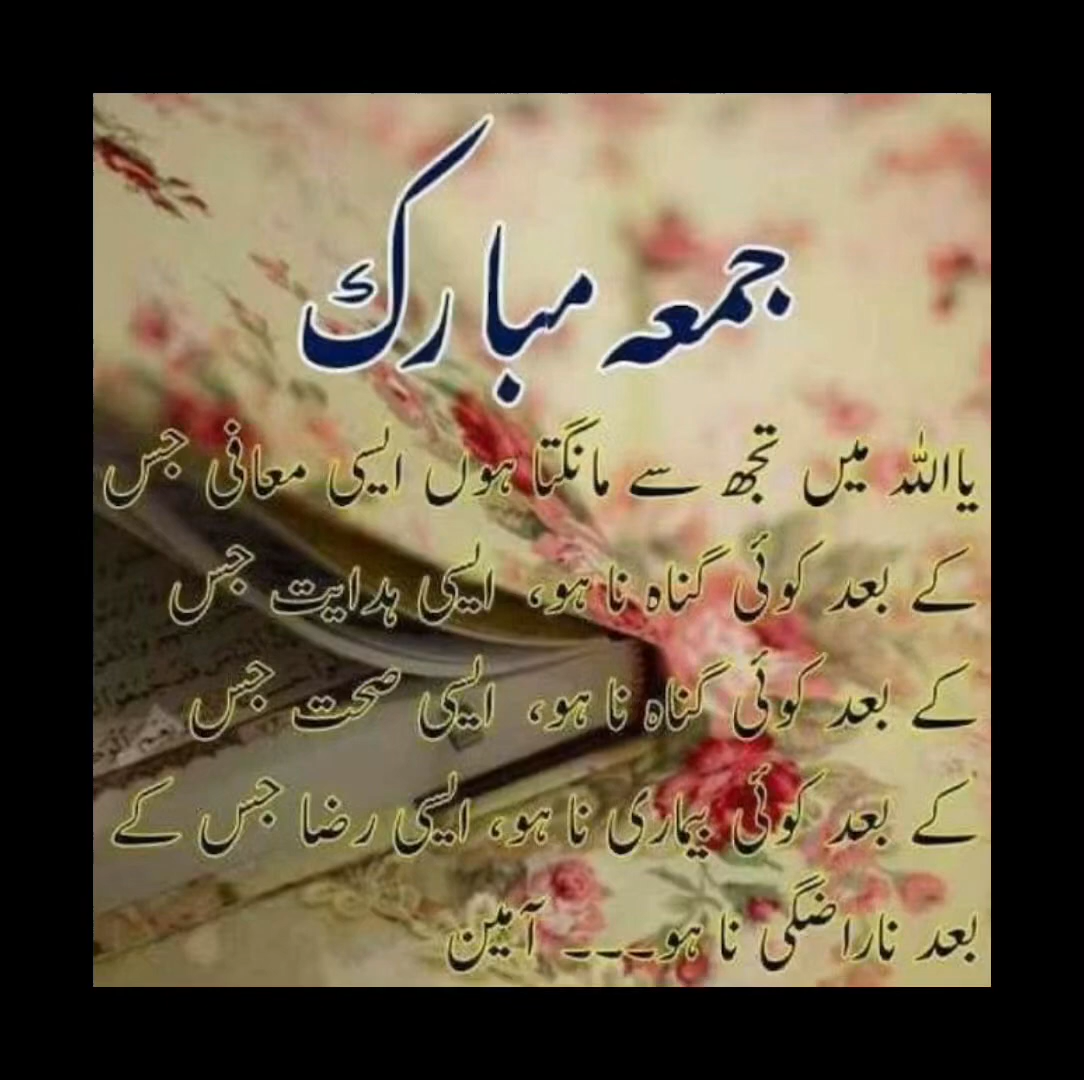 جمعہ مبارک
یااللہ میں تجھ سے مانگتا ہوں ایسی معافی جس
کے بعد کوئی گناہ نا ہو، ایسی ہدایت جس
کے بعد کوئی گناہ نا ہو، ایسی صحت جس
کے بعد کوئی بیماری نا ہو، ایسی رضا جس کے
بعد ناراضگی نا ہو۔۔۔ آمین